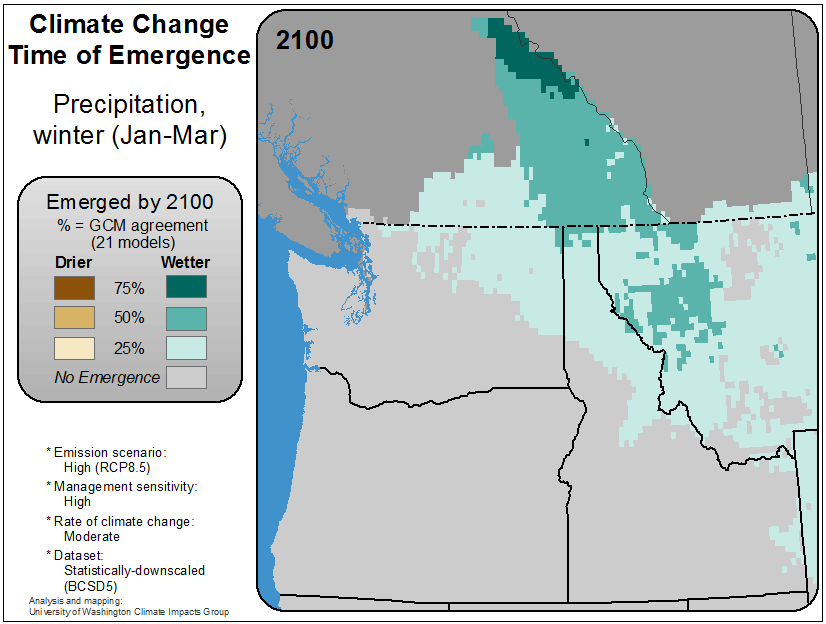 Climate Change
Time of Emergence
Precipitation,
winter (Jan-Mar)
Emerged by 2100
% = GCM agreement
(21 models)
Drier Wetter
75%
50%
25%
No Emergence
* Emission scenario:
High (RCP8.5)
* Management sensitivity:
High
* Rate of climate change:
Moderate
* Dataset:
Statistically-downscaled
(BCSD5)
Analysis and mapping:
University of Washington Climate Impacts Group
2100